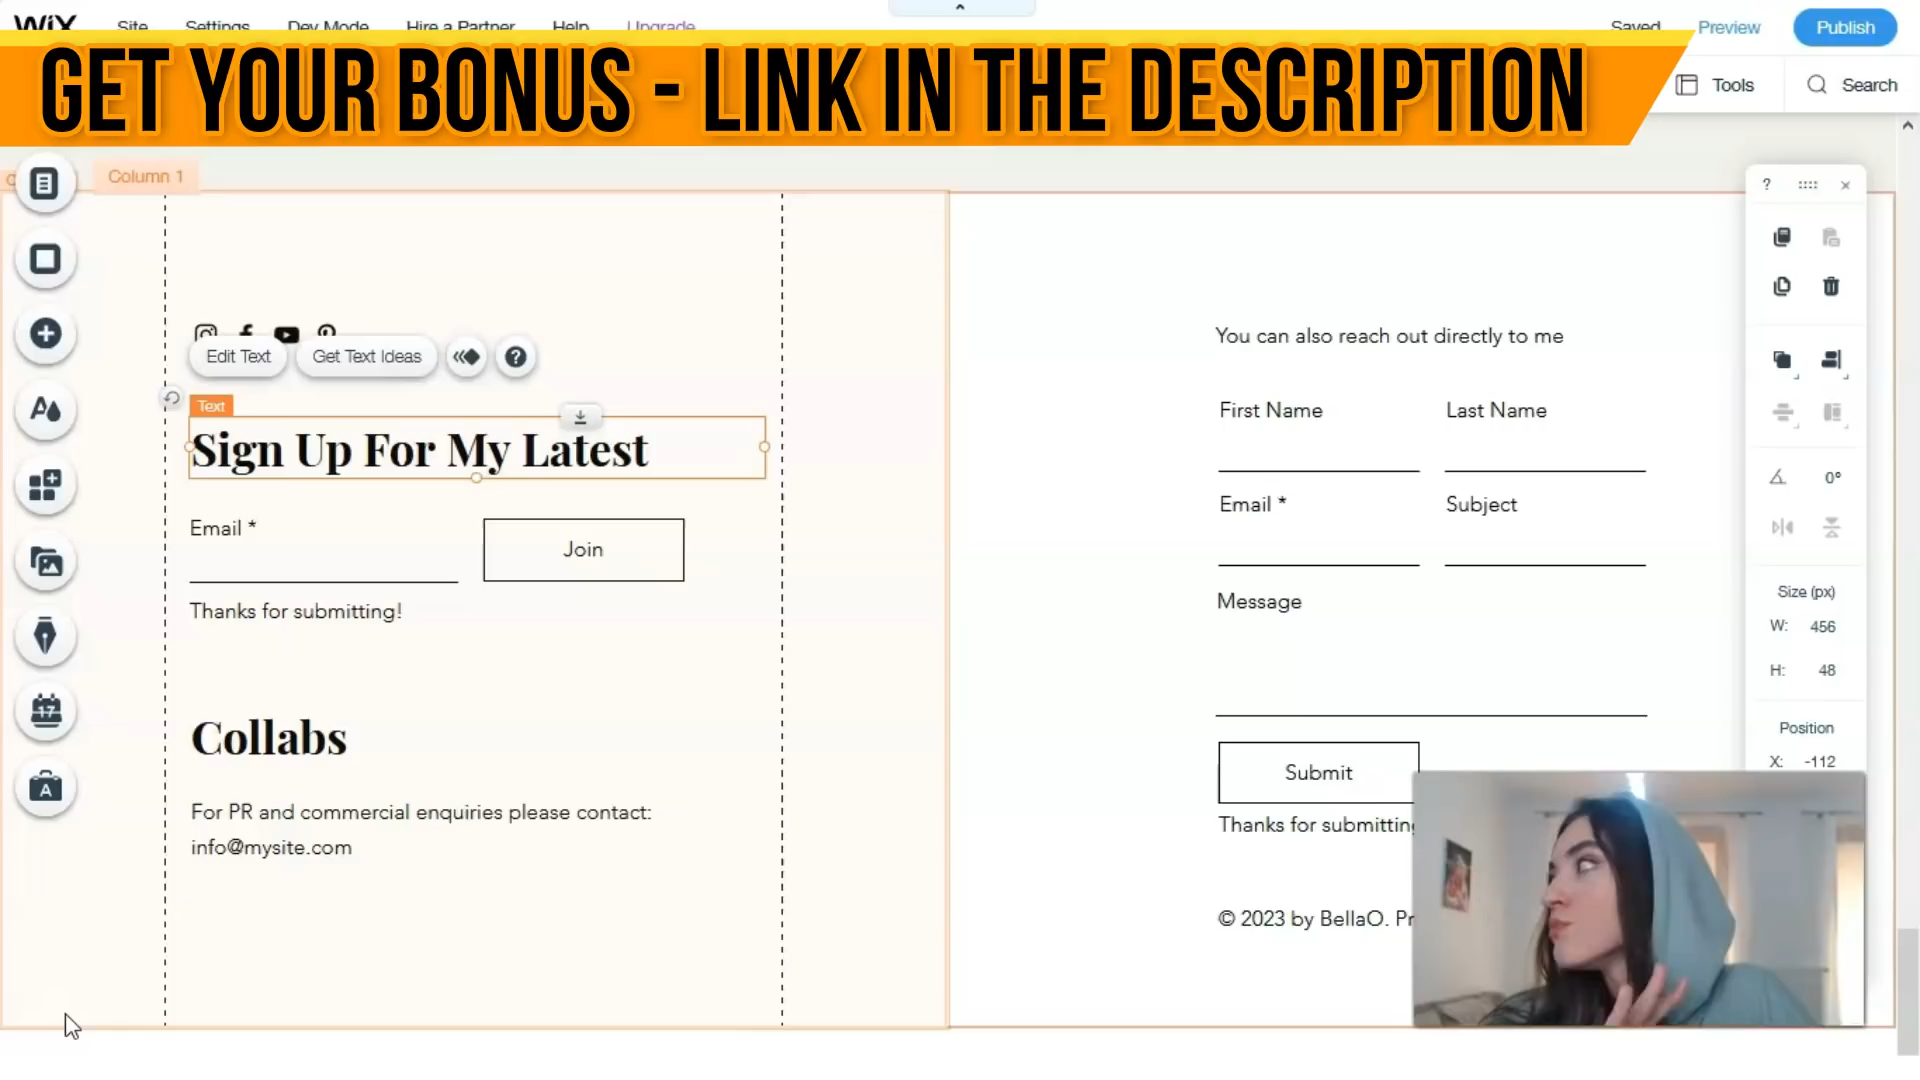 WiX Site Settings Dev Mode Hire a Partner Help Upgrade Saved Preview Publish
GET YOUR BONUS - LINK IN THE DESCRIPTION
Tools Search
Column 1
?
Edit Text Get Text Ideas ?
Text
Sign Up For My Latest
Email *
Join
Thanks for submitting!
Collabs
For PR and commercial enquiries please contact:
info@mysite.com
You can also reach out directly to me
First Name Last Name
Email * Subject
Message
Submit
Thanks for submitting
© 2023 by BellaO. Pr
0°
Size (px)
W: 456
H: 48
Position
X: -112
17
A